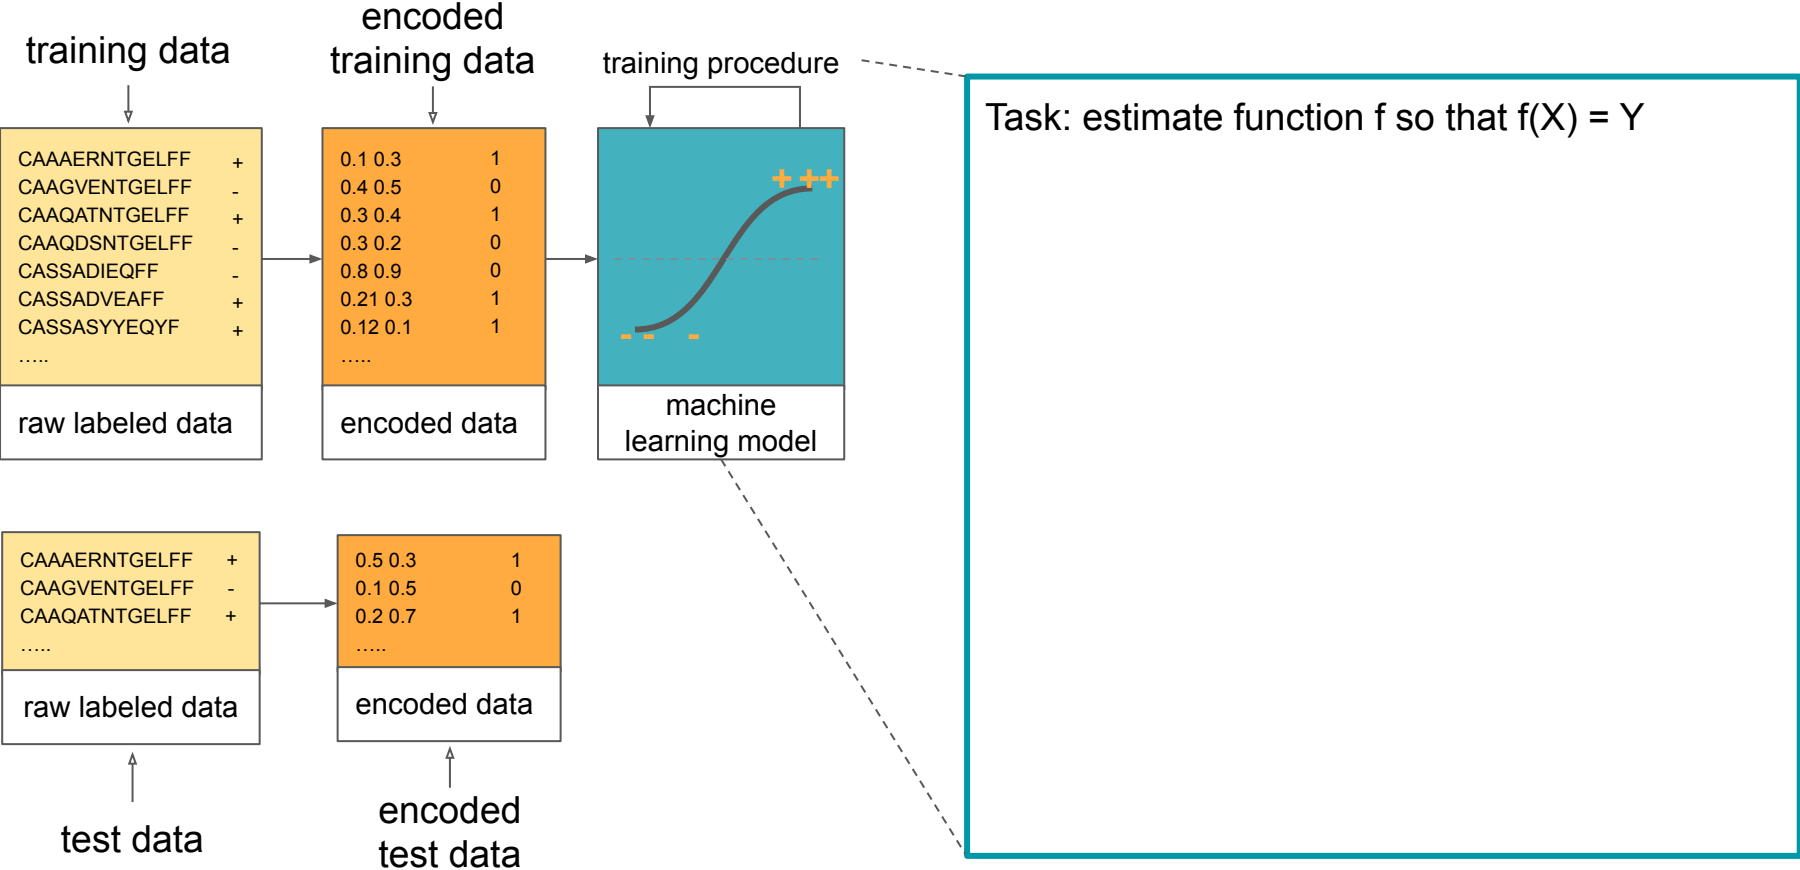 training data
encoded
training data
training procedure
Task: estimate function f so that f(X) = Y
CAAAERNTGELFF +
CAAGVENTGELFF -
CAAQATNTGELFF +
CAAQDSNTGELFF -
CASSADIEQFF -
CASSADVEAFF +
CASSASYYEQYF +
.....
raw labeled data
0.1 0.3 1
0.4 0.5 0
0.3 0.4 1
0.3 0.2 0
0.8 0.9 0
0.21 0.3 1
0.12 0.1 1
.....
encoded data
+ ++
-- -
machine
learning model
CAAAERNTGELFF +
CAAGVENTGELFF -
CAAQATNTGELFF +
.....
raw labeled data
0.5 0.3 1
0.1 0.5 0
0.2 0.7 1
.....
encoded data
test data
encoded
test data